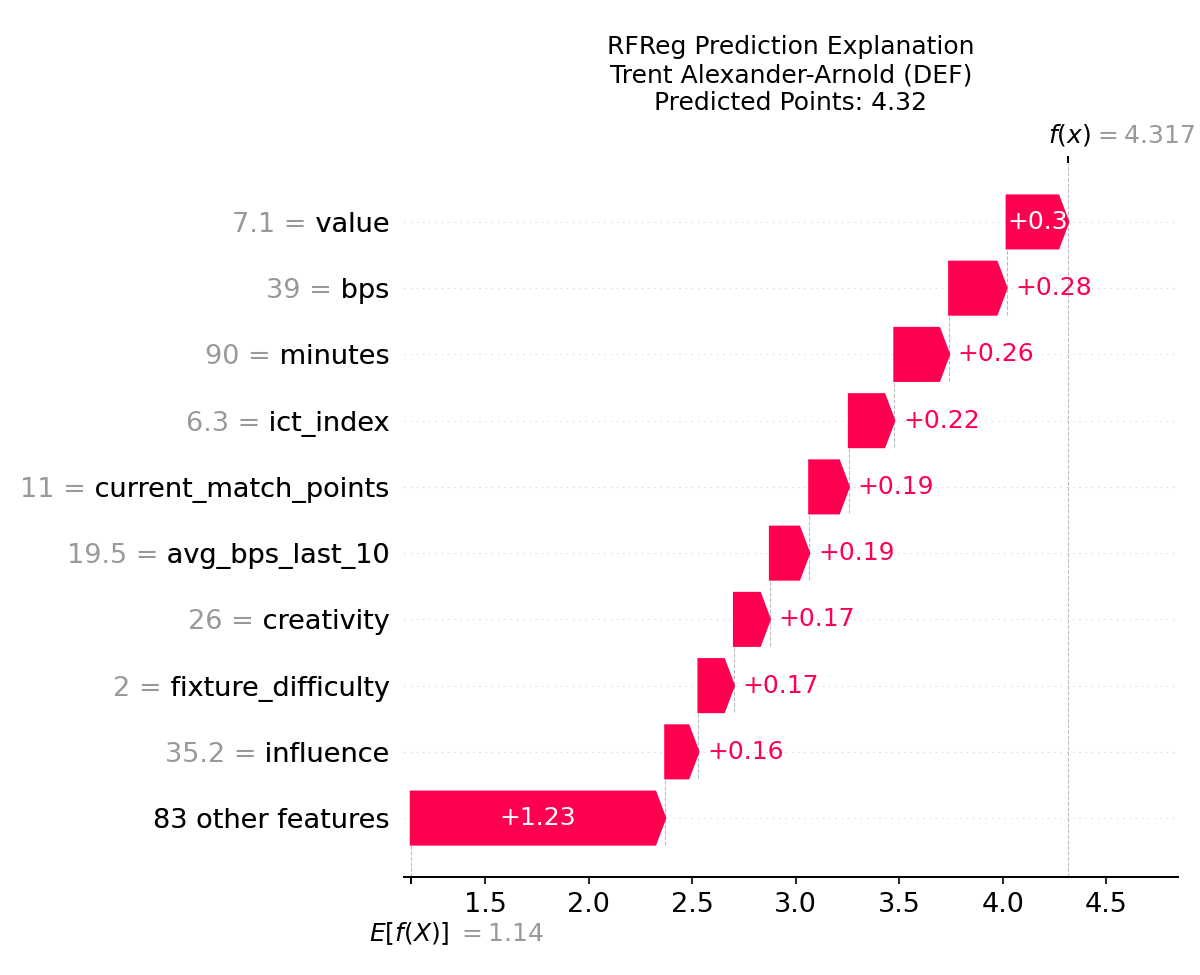 RFReg Prediction Explanation
Trent Alexander-Arnold (DEF)
Predicted Points: 4.32
f(x) = 4.317
7.1 = value +0.3
39 = bps +0.28
90 = minutes +0.26
6.3 = ict_index +0.22
11 = current_match_points +0.19
19.5 = avg_bps_last_10 +0.19
26 = creativity +0.17
2 = fixture_difficulty +0.17
35.2 = influence +0.16
83 other features +1.23
1.5 2.0 2.5 3.0 3.5 4.0 4.5
E[f(X)] = 1.14